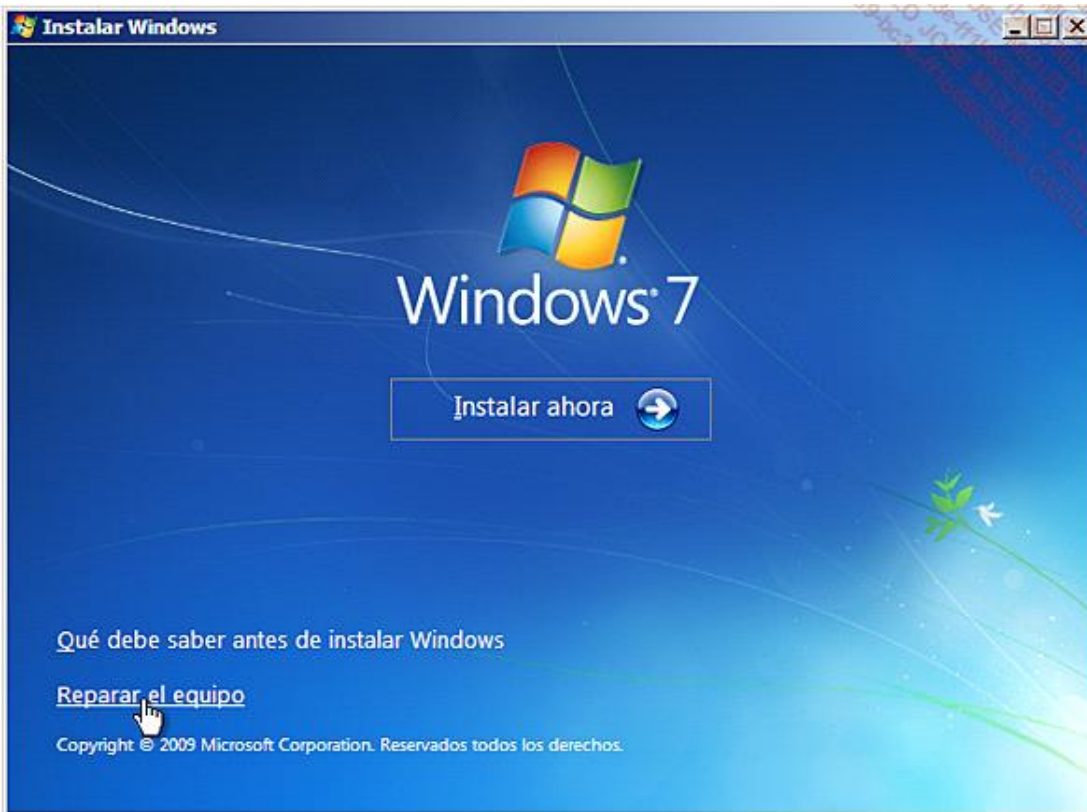 Instalar Windows
Windows® 7
Instalar ahora
Qué debe saber antes de instalar Windows
Reparar el equipo
Copyright © 2009 Microsoft Corporation. Reservados todos los derechos.